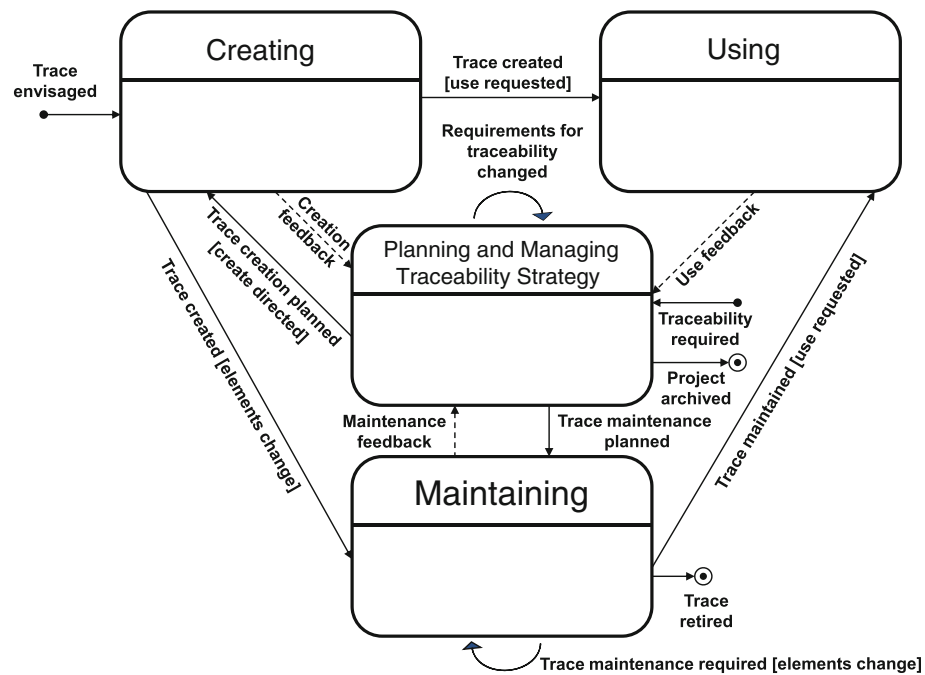 Creating
Using
Trace
envisaged
Trace created
[use requested]
Requirements for
traceability
changed
Creation
feedback
Trace creation planned
[create directed]
Use feedback
Planning and Managing
Traceability Strategy
Traceability
required
Project
archived
Trace created [elements change]
Trace maintained [use requested]
Maintenance
feedback
Trace maintenance
planned
Maintaining
Trace
retired
Trace maintenance required [elements change]